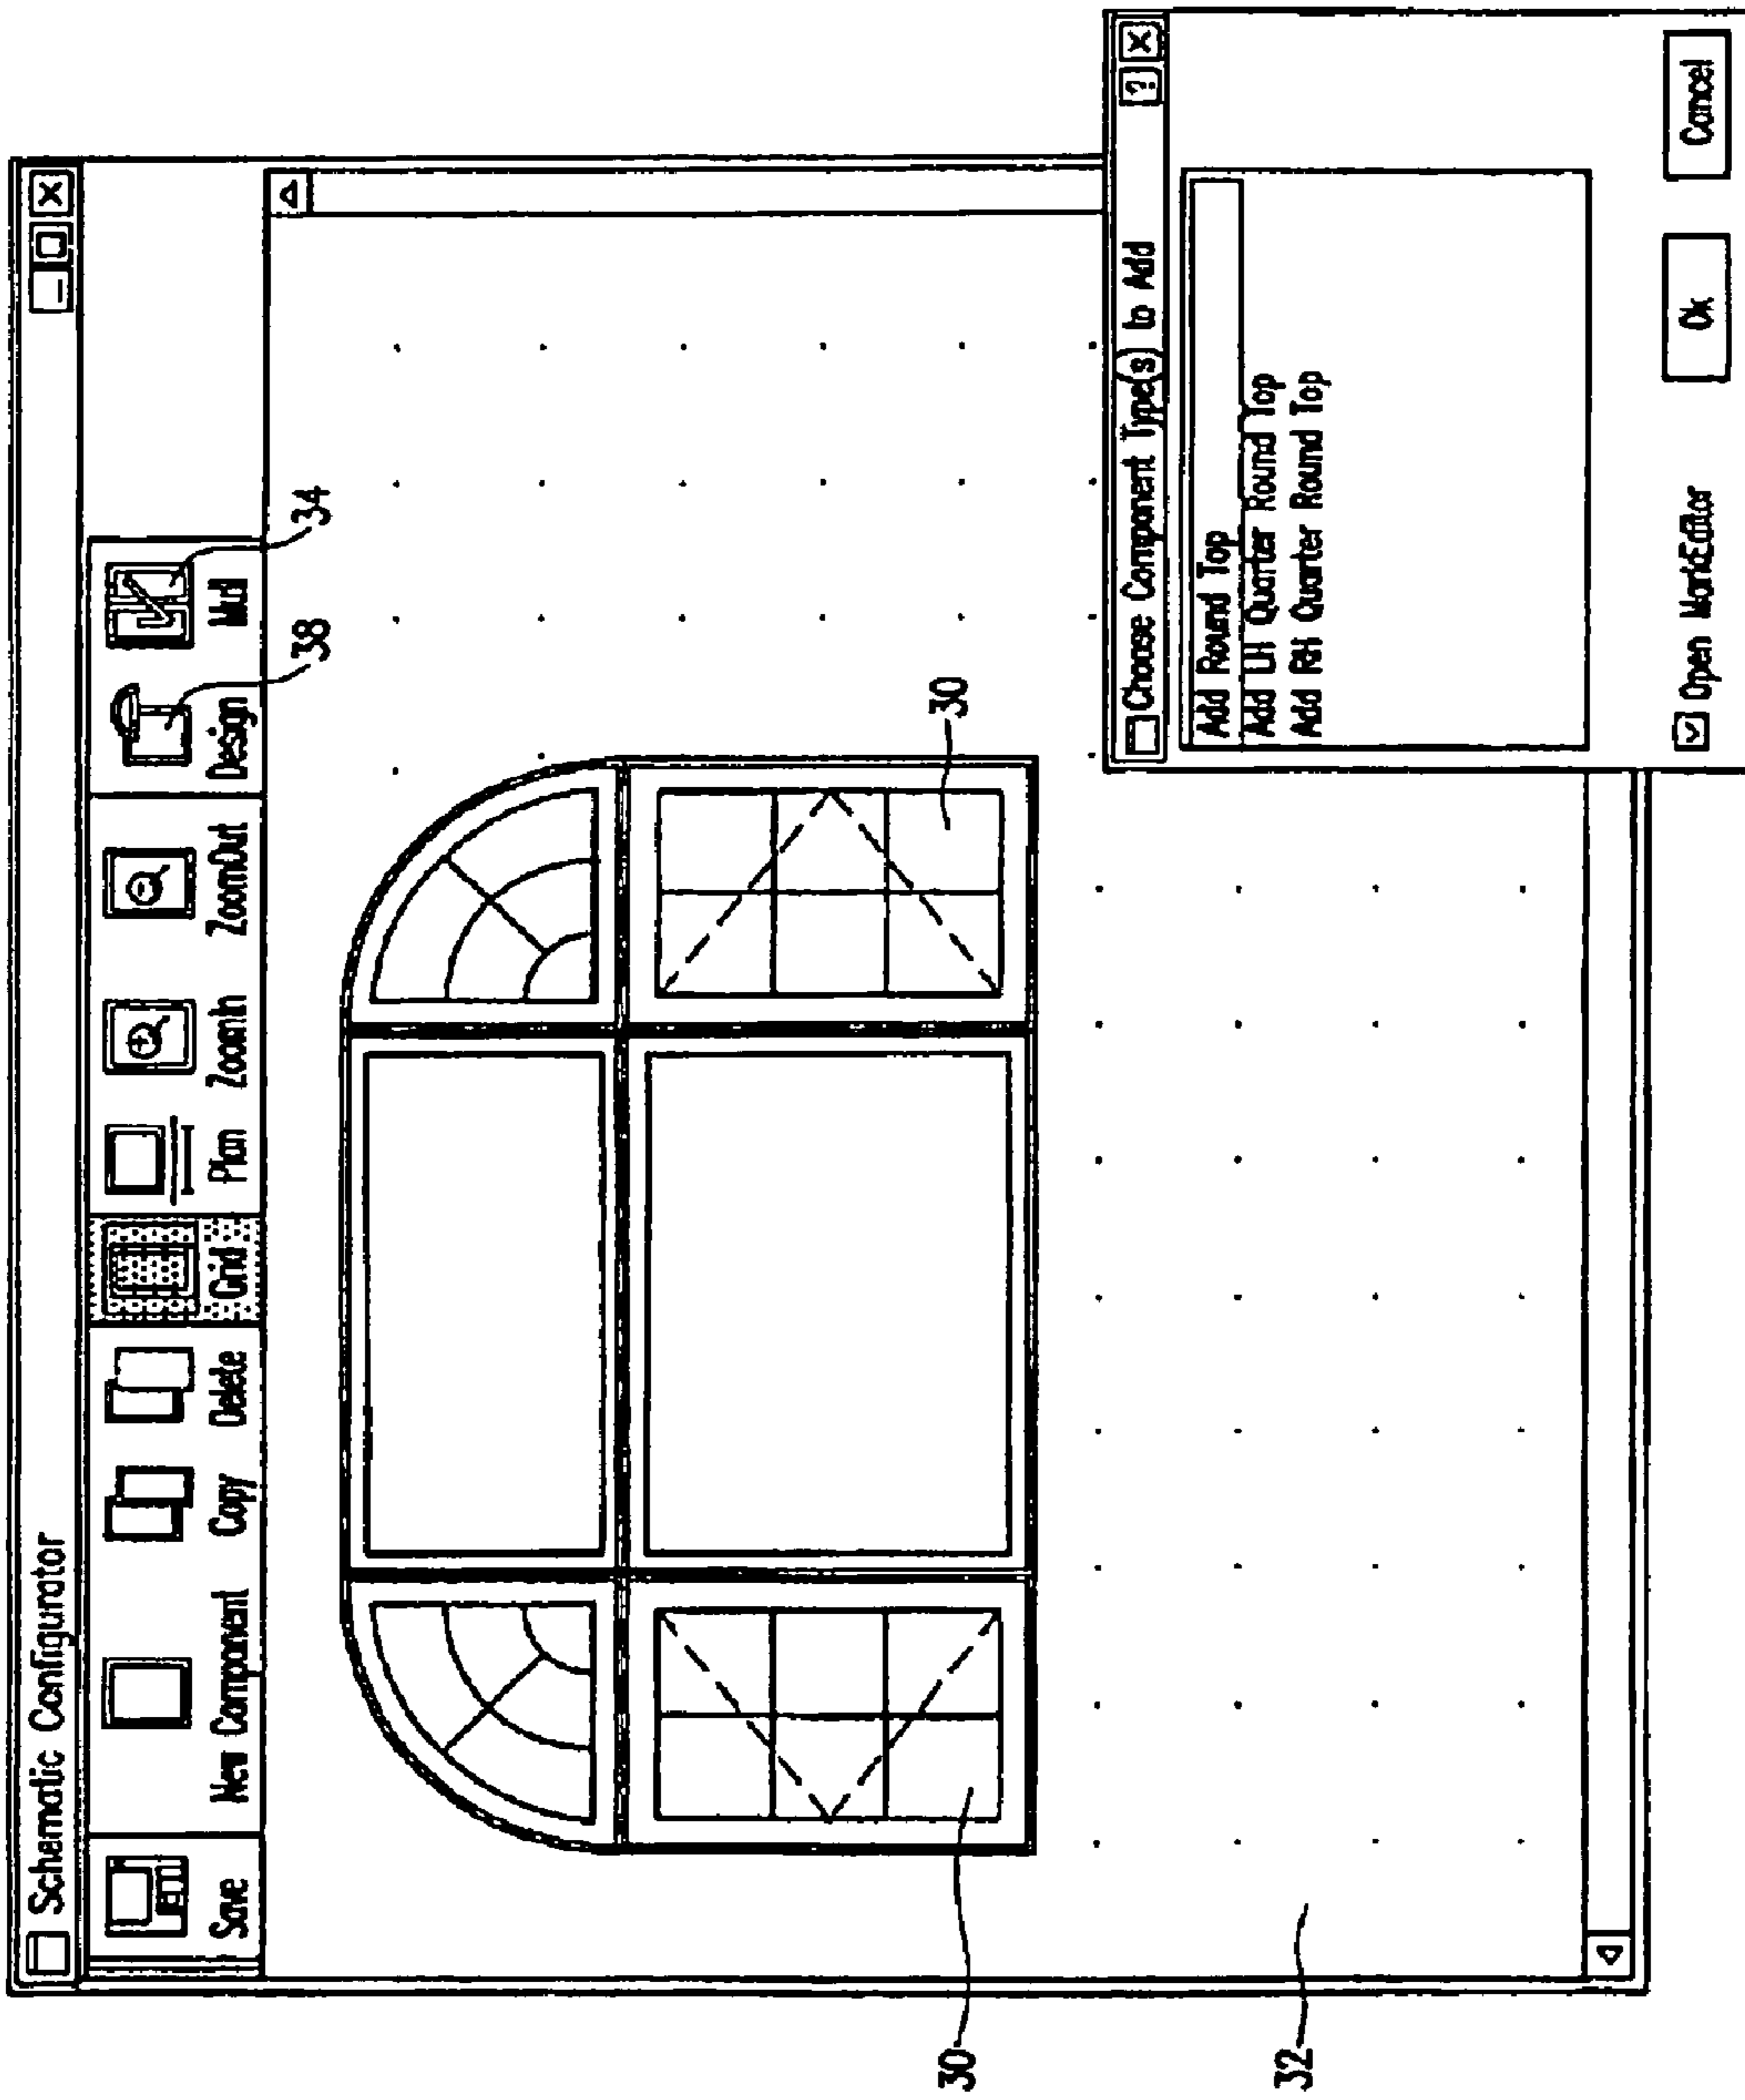 Schematic Configurator
Save
New Component
Copy
Delete
Grid
Plan
ZoomIn
ZoomOut
Design
Mull
38
34
30
30
32
Choose Component Type(s) to Add
Add Round Top
Add LH Quarter Round Top
Add RH Quarter Round Top
Open
Ok
Cancel